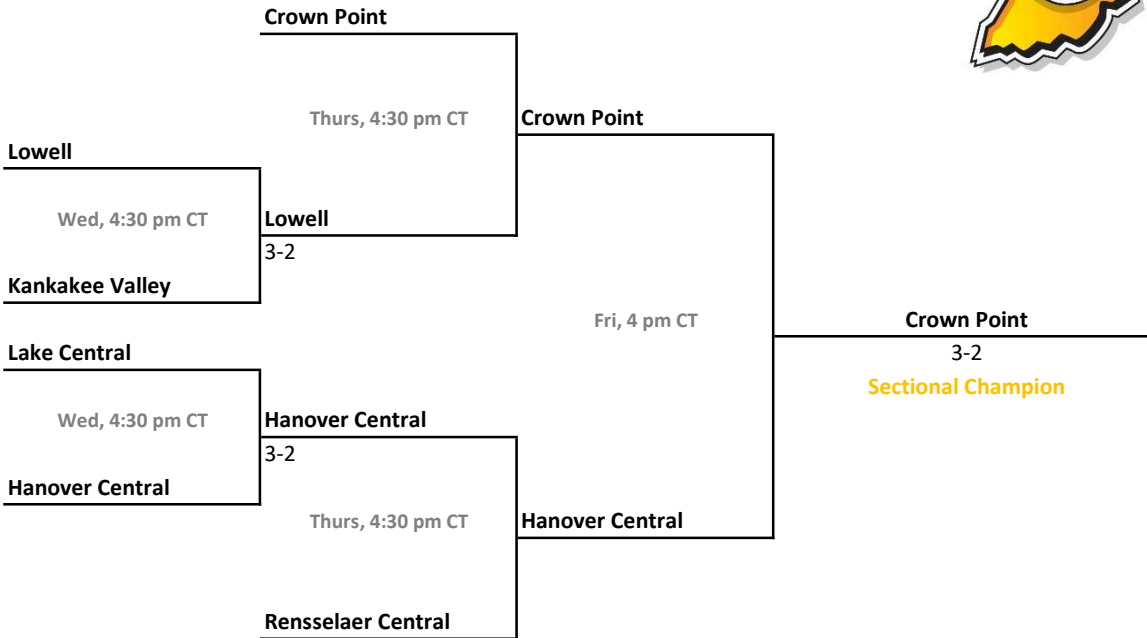 Crown Point
Thurs, 4:30 pm CT
Crown Point
Lowell
Wed, 4:30 pm CT
Lowell
3-2
Kankakee Valley
Fri, 4 pm CT
Crown Point
3-2
Sectional Champion
Lake Central
Wed, 4:30 pm CT
Hanover Central
3-2
Hanover Central
Thurs, 4:30 pm CT
Hanover Central
Rensselaer Central